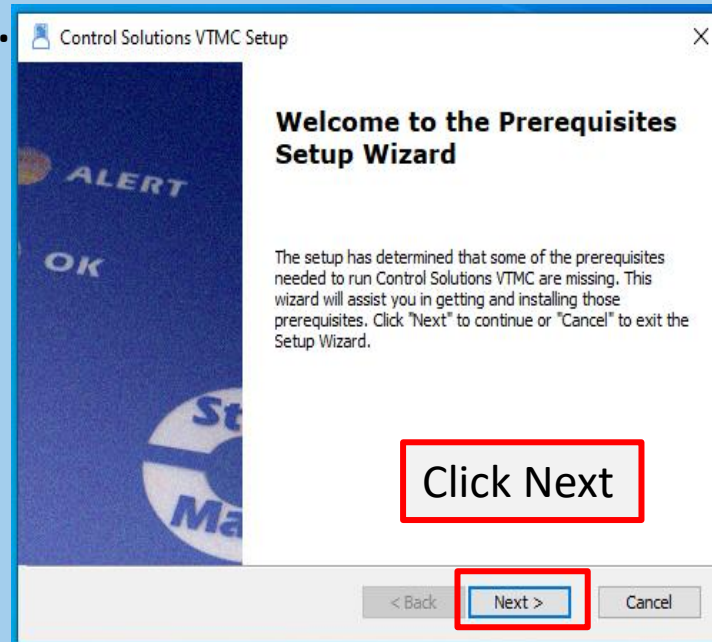 Control Solutions VTMC Setup
Welcome to the Prerequisites
Setup Wizard
ALERT
OK
The setup has determined that some of the prerequisites
needed to run Control Solutions VTMC are missing. This
wizard will assist you in getting and installing those
prerequisites. Click "Next" to continue or "Cancel" to exit the
Setup Wizard.
St
Ma
Click Next
< Back Next > Cancel